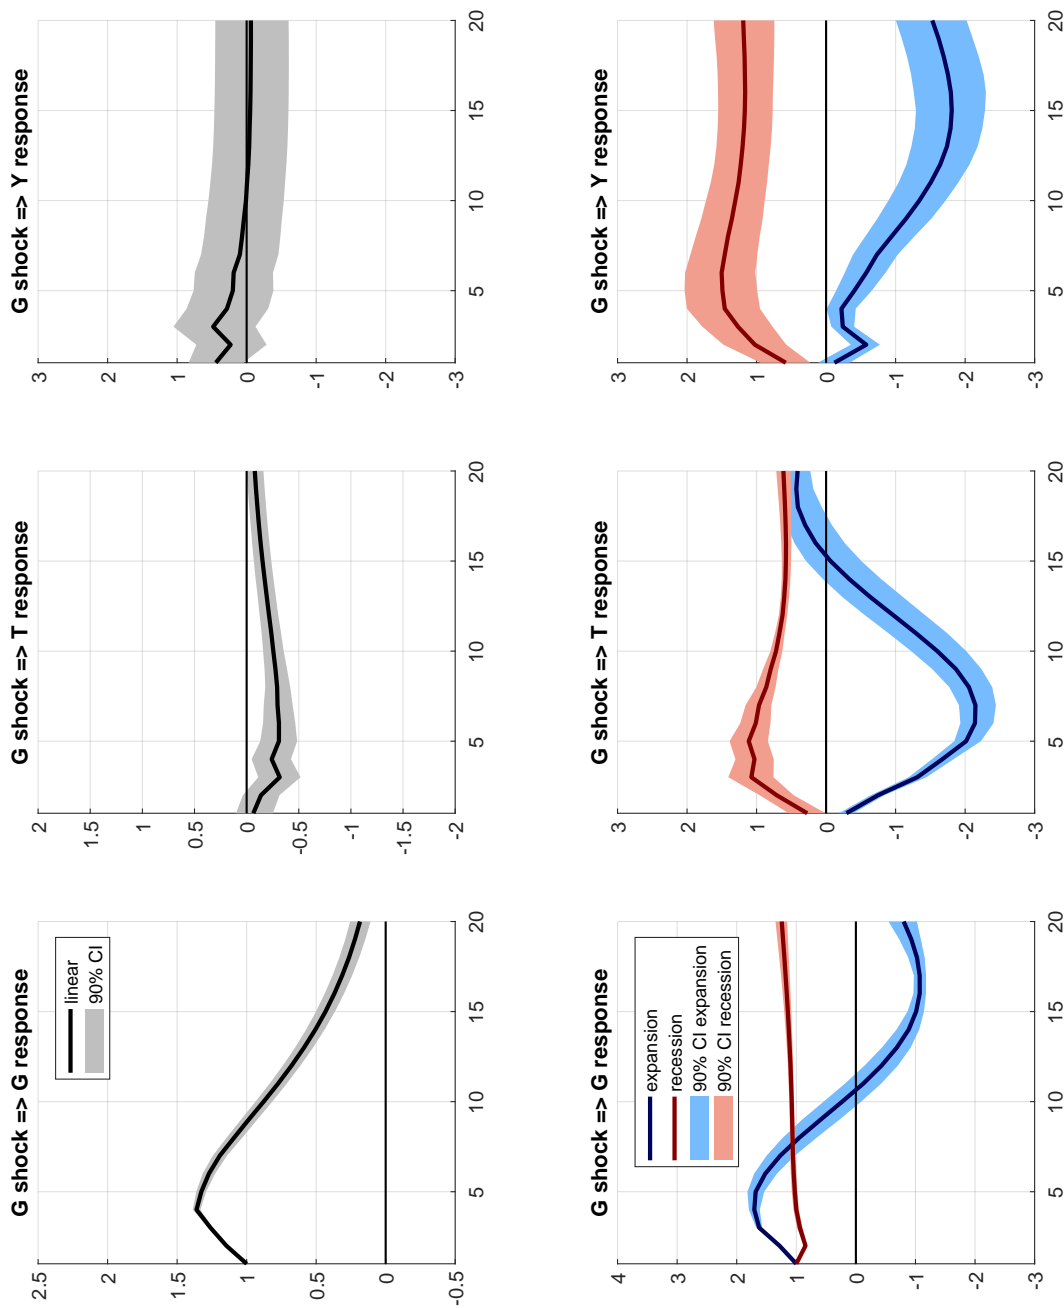 G shock => G response
2.5
2
1.5
1
0.5
0
-0.5
linear
90% CI
5 10 15 20
G shock => T response
2
1.5
1
0.5
0
-0.5
-1
-1.5
-2
5 10 15 20
G shock => Y response
3
2
1
0
-1
-2
-3
5 10 15 20
G shock => G response
4
3
2
1
0
-1
-2
-3
expansion
recession
90% CI expansion
90% CI recession
5 10 15 20
G shock => T response
3
2
1
0
-1
-2
-3
5 10 15 20
G shock => Y response
3
2
1
0
-1
-2
-3
5 10 15 20